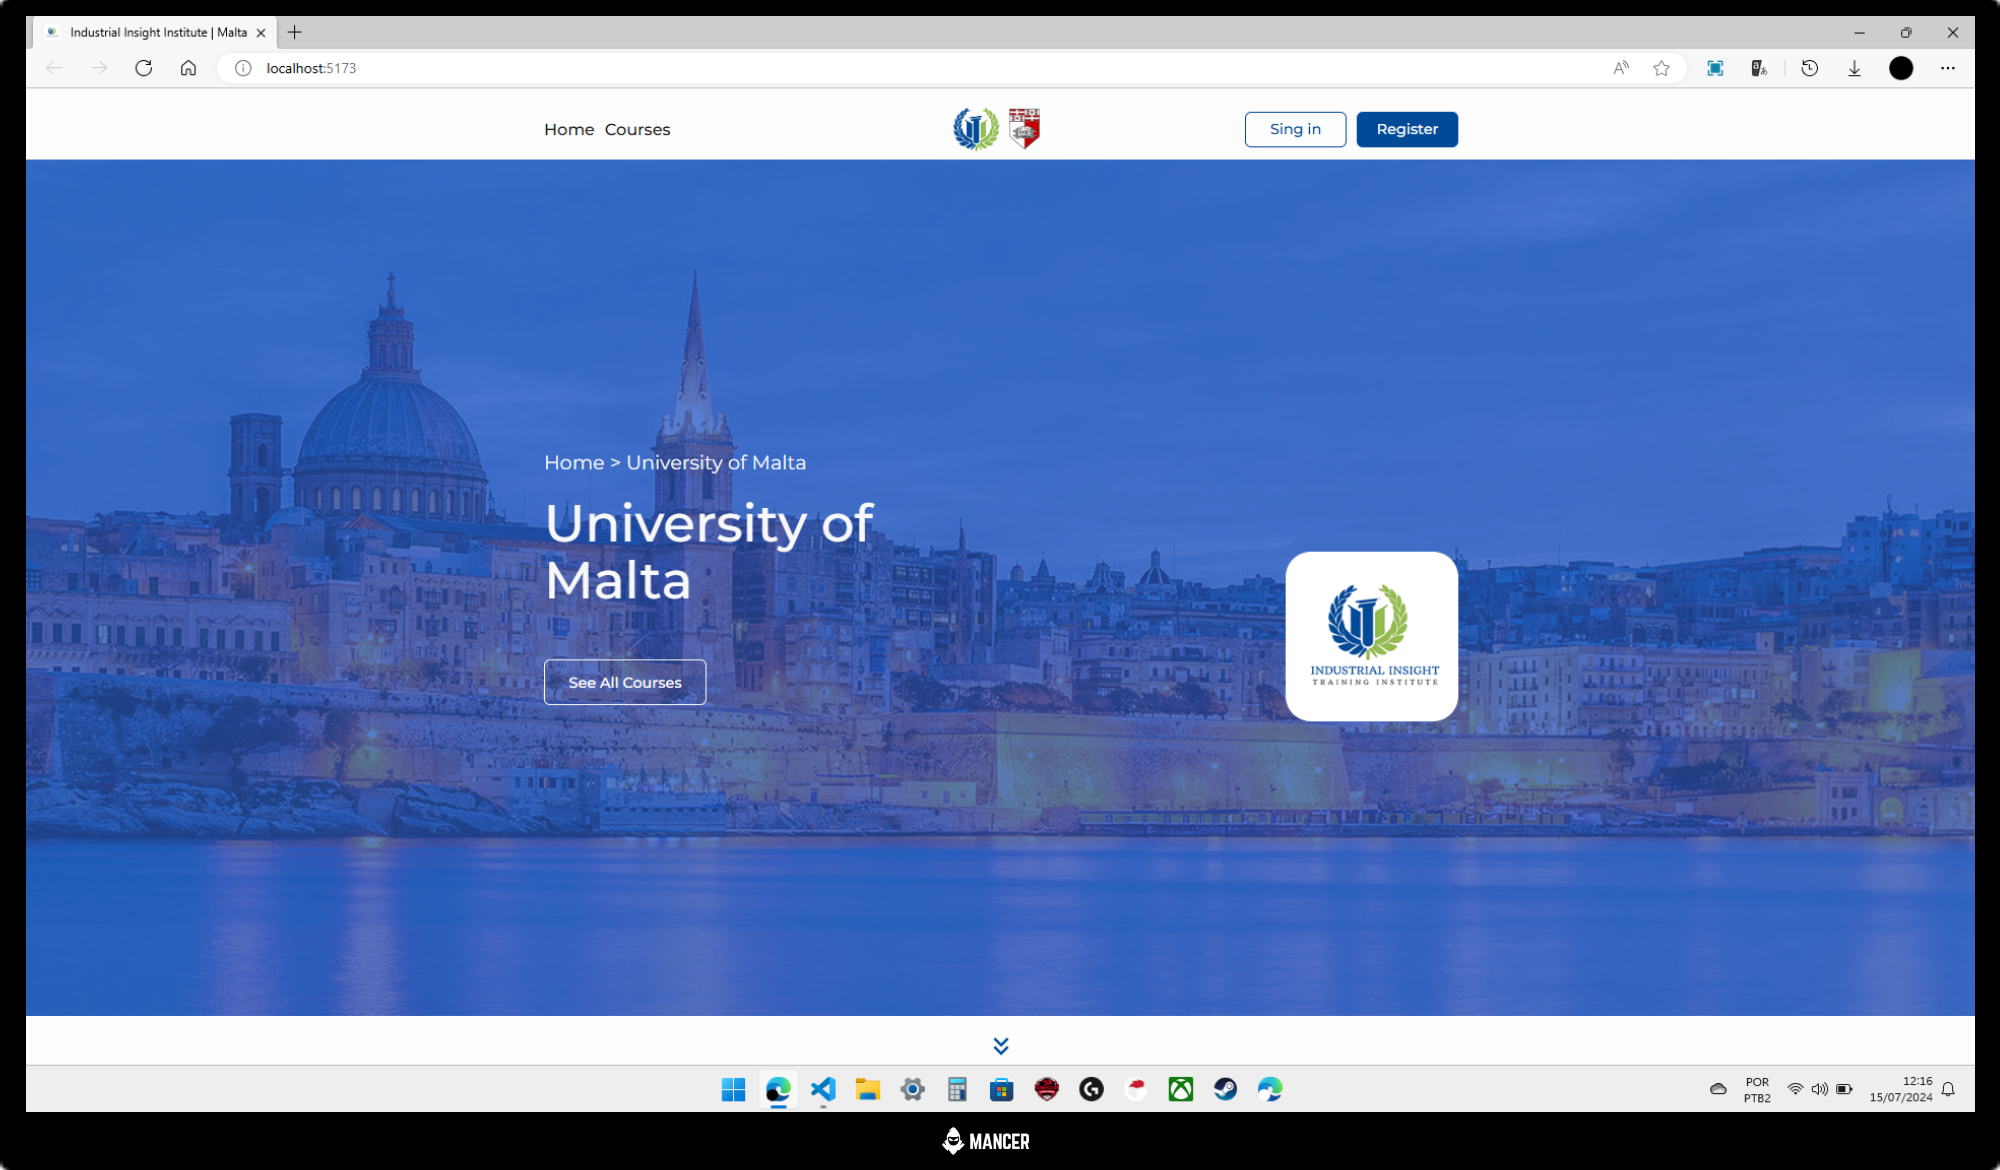 Industrial Insight Institute | Malta
localhost:5173
Home Courses
Sing in
Register
Home > University of Malta
University of
Malta
See All Courses
INDUSTRIAL INSIGHT
TRAINING INSTITUTE
POR
PTB2
12:16
15/07/2024
MANCER